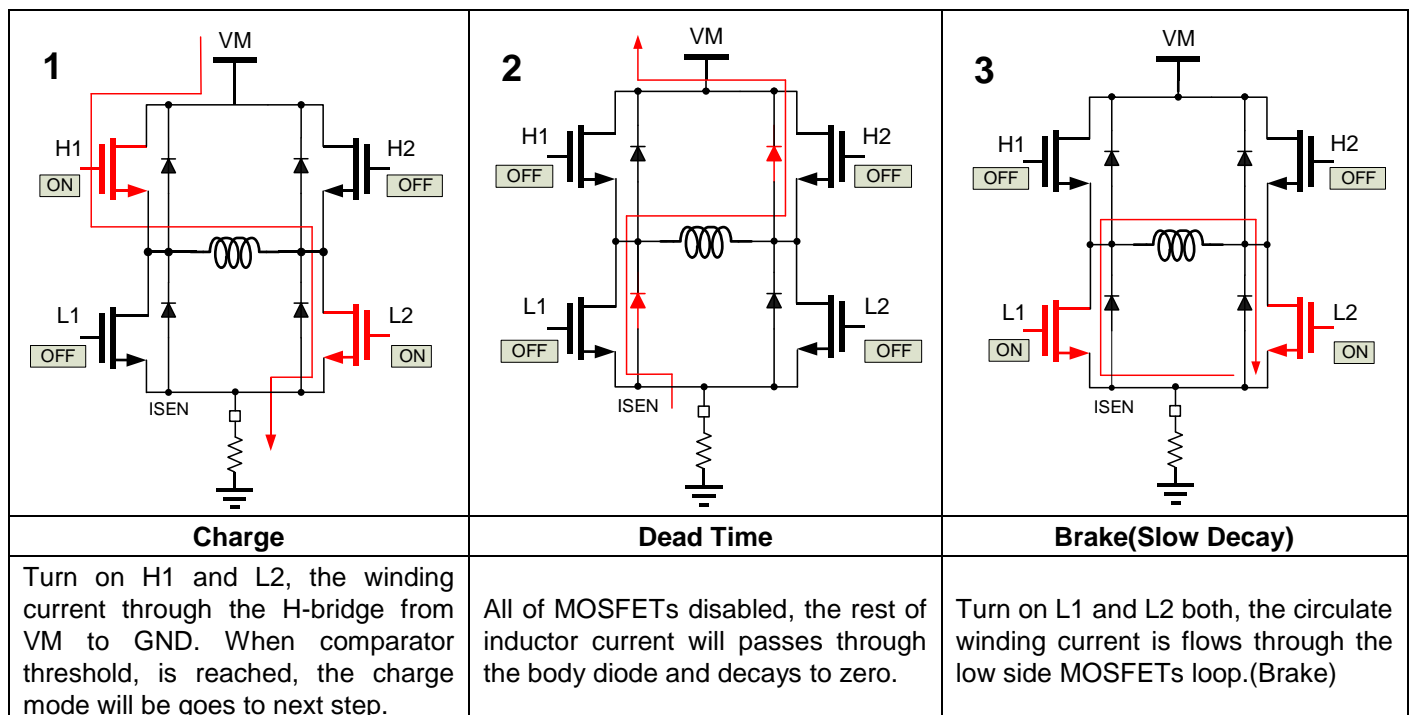 1
VM
H1
ON
H2
OFF
L1
OFF
L2
ON
ISEN
2
VM
H1
OFF
H2
OFF
L1
OFF
L2
OFF
ISEN
3
VM
H1
OFF
H2
OFF
L1
ON
L2
ON
ISEN
Charge
Dead Time
Brake(Slow Decay)
Turn on H1 and L2, the winding
current through the H-bridge from
VM to GND. When comparator
threshold, is reached, the charge
mode will be goes to next step.
All of MOSFETs disabled, the rest of
inductor current will passes through
the body diode and decays to zero.
Turn on L1 and L2 both, the circulate
winding current is flows through the
low side MOSFETs loop.(Brake)